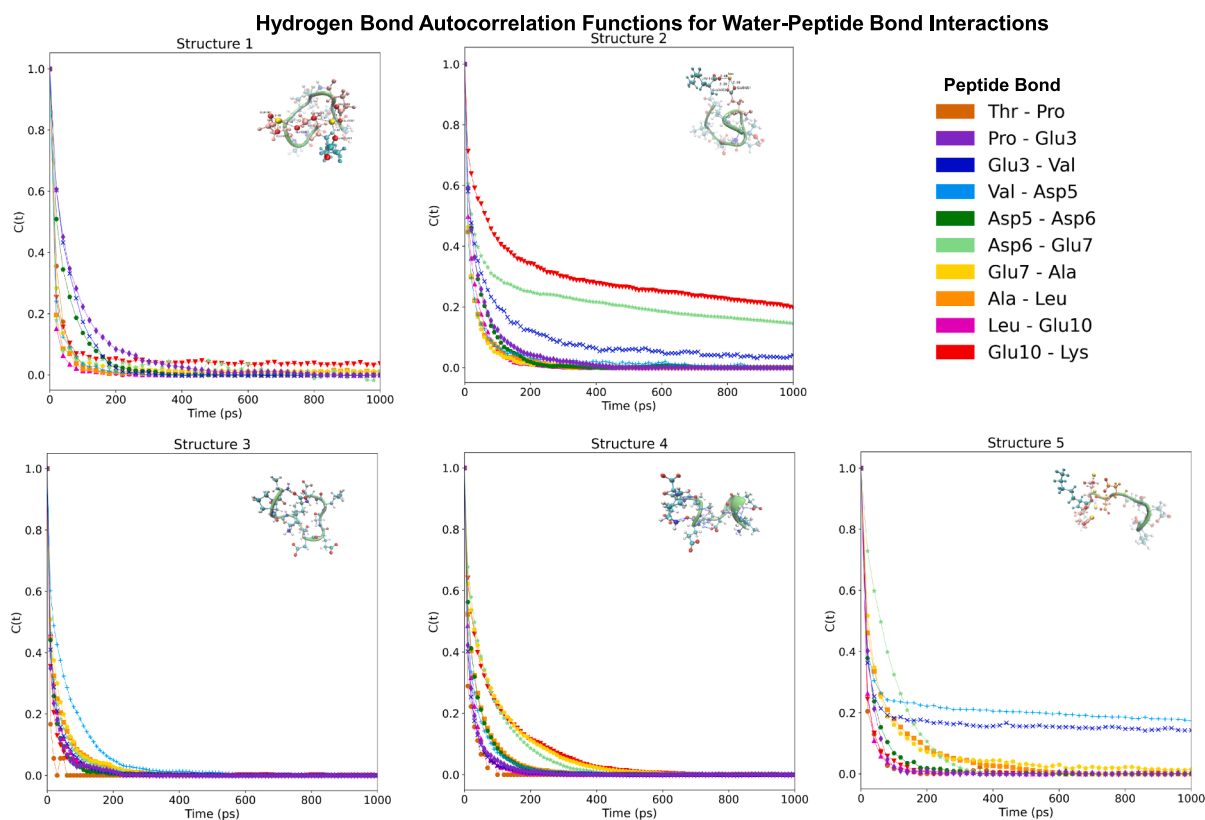 Hydrogen Bond Autocorrelation Functions for Water-Peptide Bond Interactions
Structure 1
C(t)
1.0
0.8
0.6
0.4
0.2
0.0
0 200 400 600 800 1000
Time (ps)
Structure 2
C(t)
1.0
0.8
0.6
0.4
0.2
0.0
0 200 400 600 800 1000
Time (ps)
Peptide Bond
Thr - Pro
Pro - Glu3
Glu3 - Val
Val - Asp5
Asp5 - Asp6
Asp6 - Glu7
Glu7 - Ala
Ala - Leu
Leu - Glu10
Glu10 - Lys
Structure 3
C(t)
1.0
0.8
0.6
0.4
0.2
0.0
0 200 400 600 800 1000
Time (ps)
Structure 4
C(t)
1.0
0.8
0.6
0.4
0.2
0.0
0 200 400 600 800 1000
Time (ps)
Structure 5
C(t)
1.0
0.8
0.6
0.4
0.2
0.0
0 200 400 600 800 1000
Time (ps)